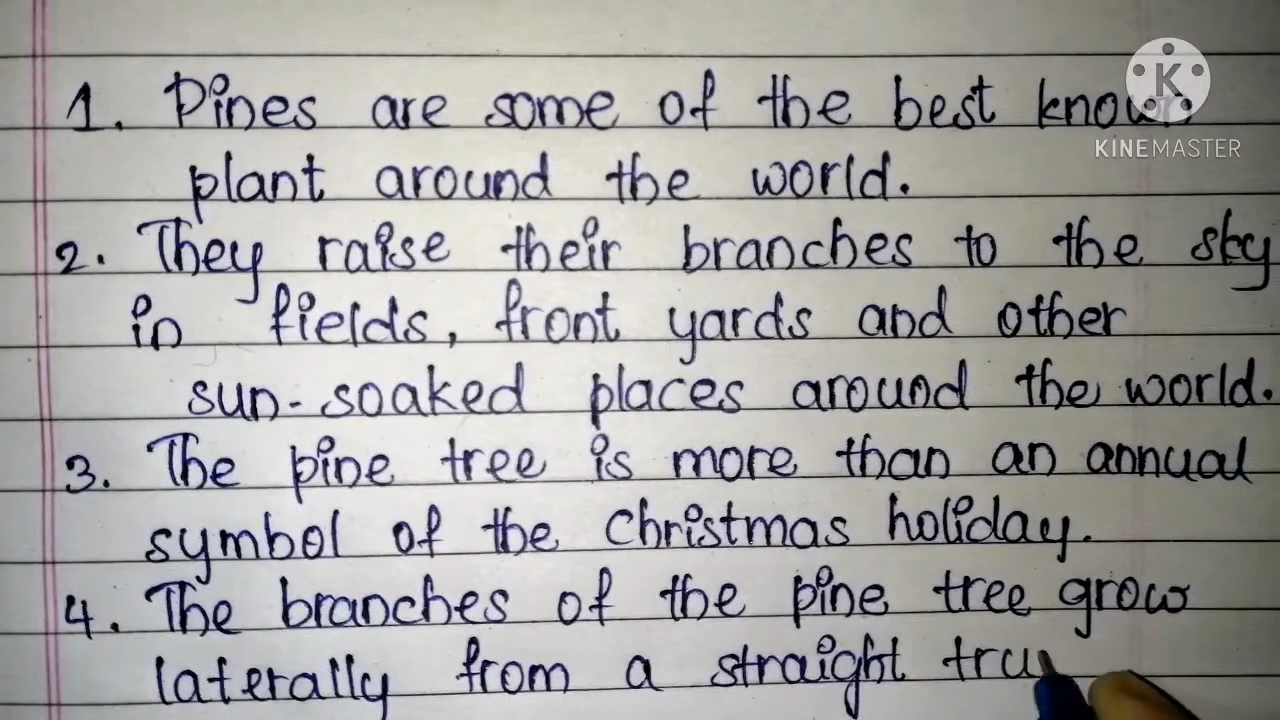 1. Pines are some of the best known
plant around the world.
2. They raise their branches to the sky
in fields, front yards and other
sun-soaked places around the world.
3. The pine tree is more than an annual
symbol of the Christmas holiday.
4. The branches of the pine tree grow
laterally from a straight tru
K
KINEMASTER